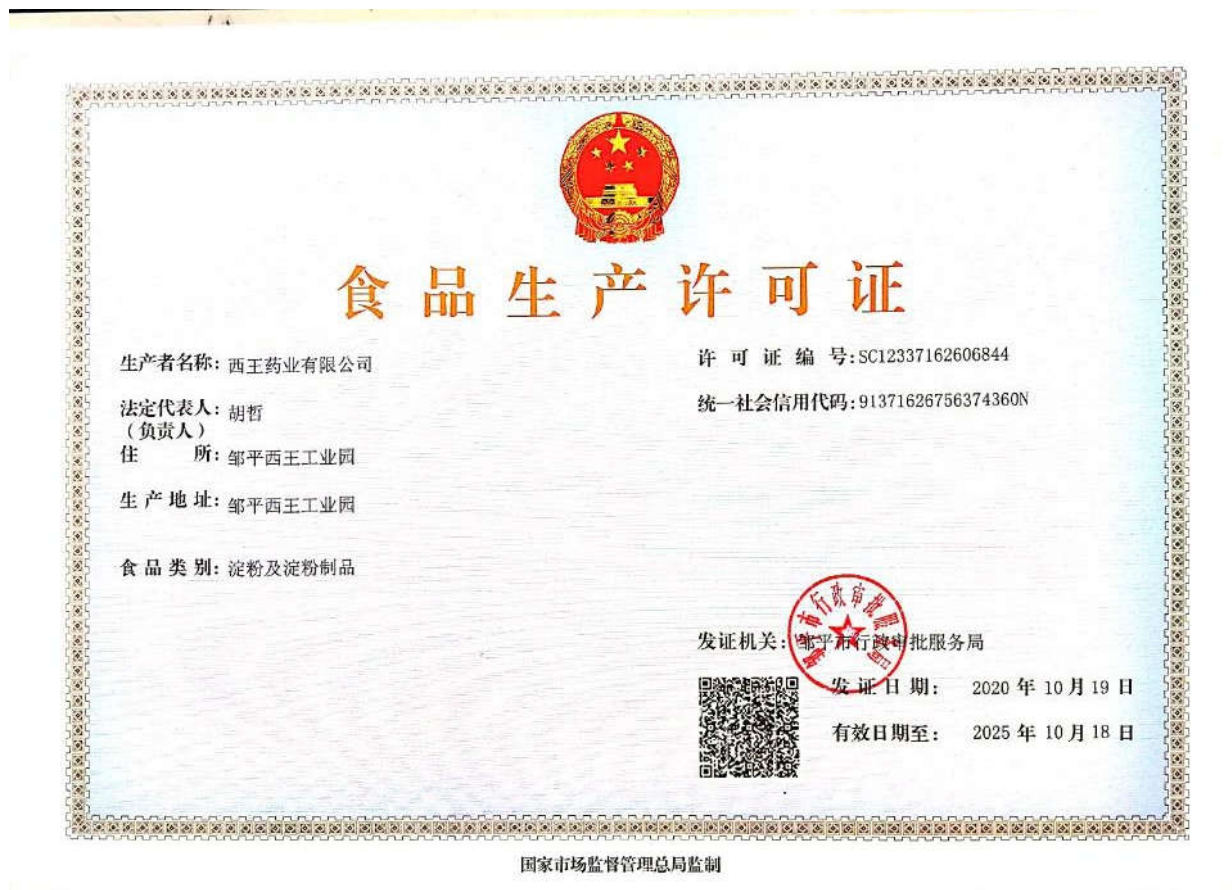 食品生产许可证
生产者名称：西王药业有限公司
许可证编号：SC12337162606844
法定代表人：胡哲
（负责人）
统一社会信用代码：91371626756374360N
住所：邹平西王工业园
生产地址：邹平西王工业园
食品类别：淀粉及淀粉制品
发证机关：邹平市行政审批服务局
发证日期：2020年10月19日
有效日期至：2025年10月18日
国家市场监督管理总局监制